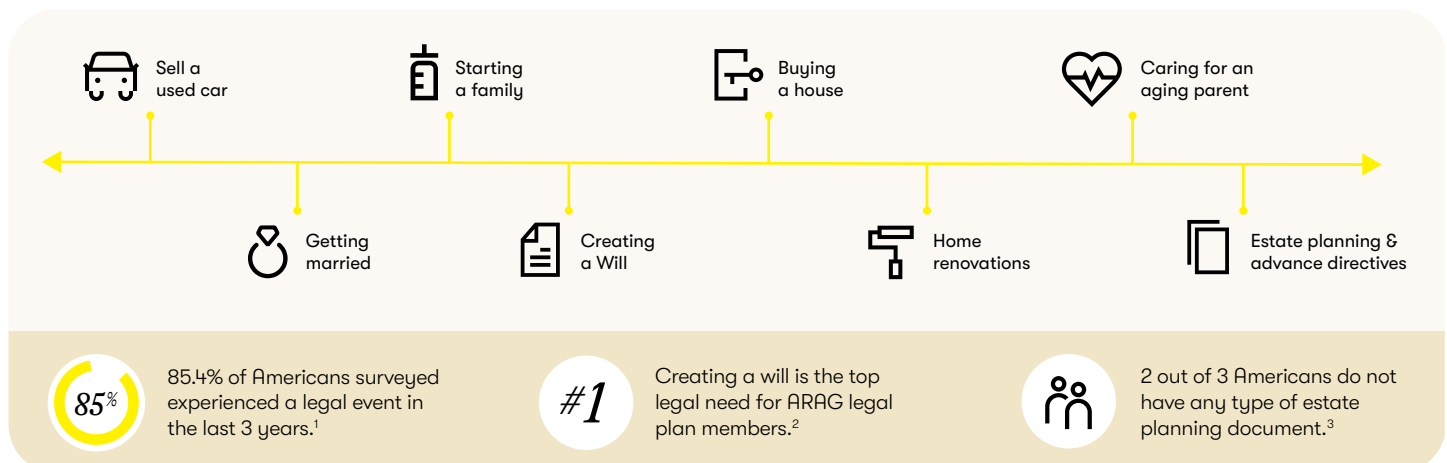 Sell a
used car
Starting
a family
Buying
a house
Caring for an
aging parent
Getting
married
Creating
a Will
Home
renovations
Estate planning &
advance directives
85%
85.4% of Americans surveyed
experienced a legal event in
the last 3 years.¹
#1
Creating a will is the top
legal need for ARAG legal
plan members.²
2 out of 3 Americans do not
have any type of estate
planning document.³